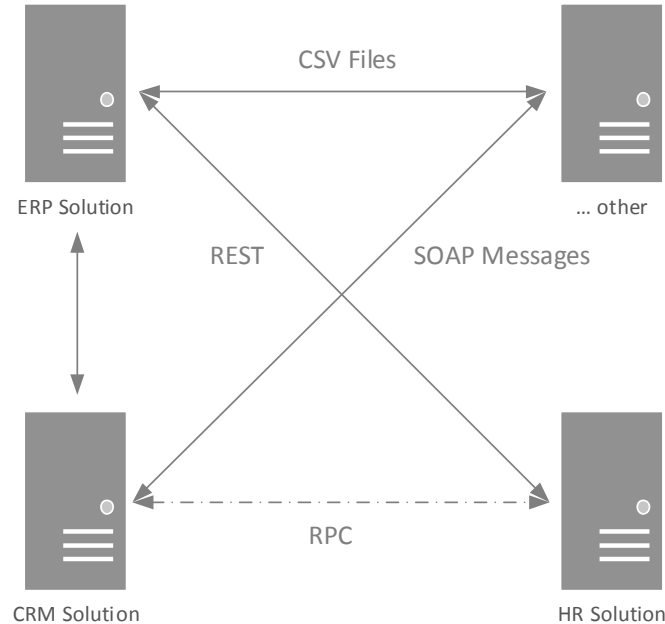 CSV Files
ERP Solution
... other
REST
SOAP Messages
RPC
CRM Solution
HR Solution